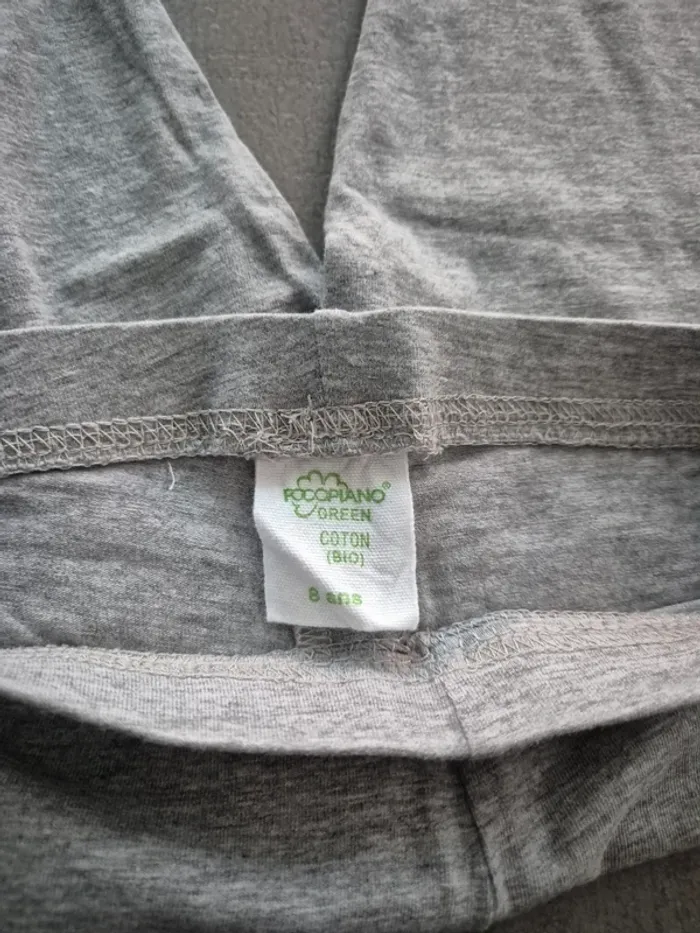 POCOPIANO®
GREEN
COTON
(BIO)
8 ans